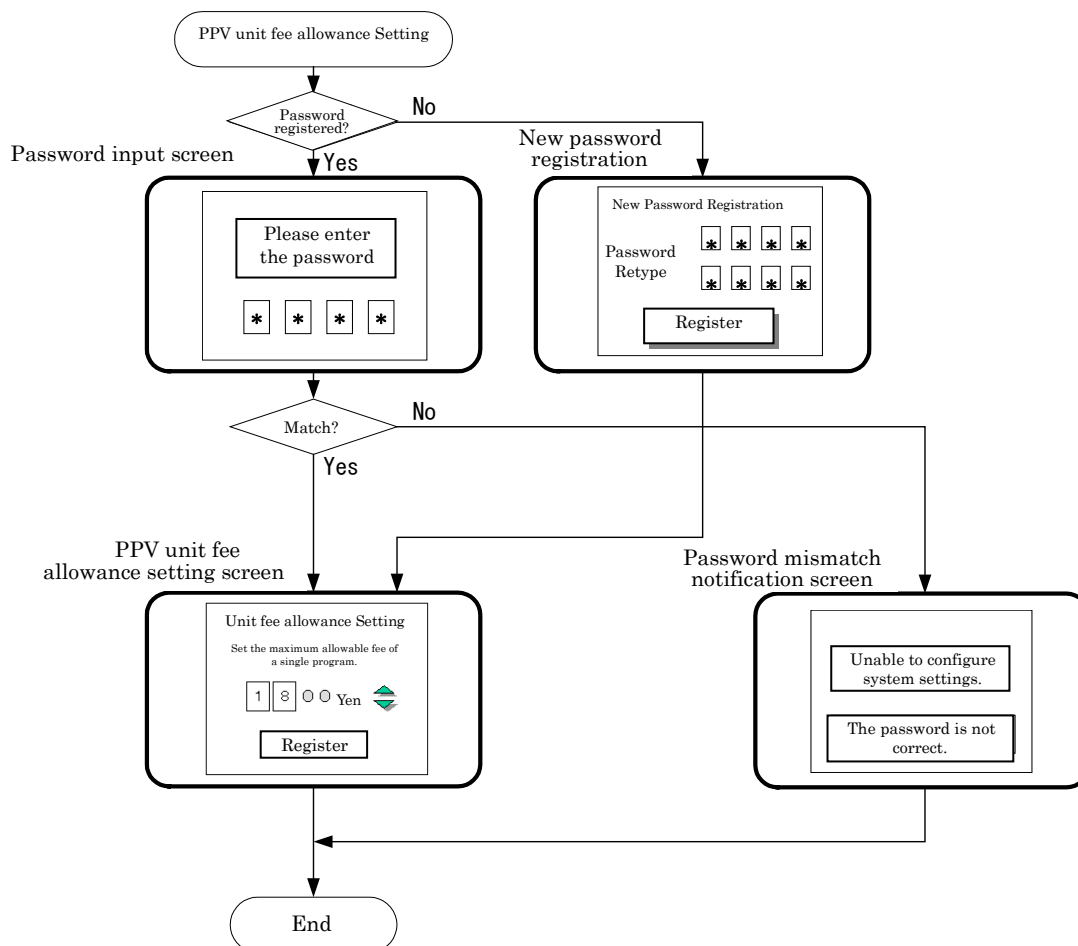 PPV unit fee allowance Setting
Password
registered?
No
Yes
Password input screen
New password
registration
Please enter
the password
* * * *
New Password Registration
Password
* * * *
Retype
* * * *
Register
Match?
No
Yes
PPV unit fee
allowance setting screen
Password mismatch
notification screen
Unit fee allowance Setting
Set the maximum allowable fee of
a single program.
1 8 0 0 Yen
Register
Unable to configure
system settings.
The password is not
correct.
End